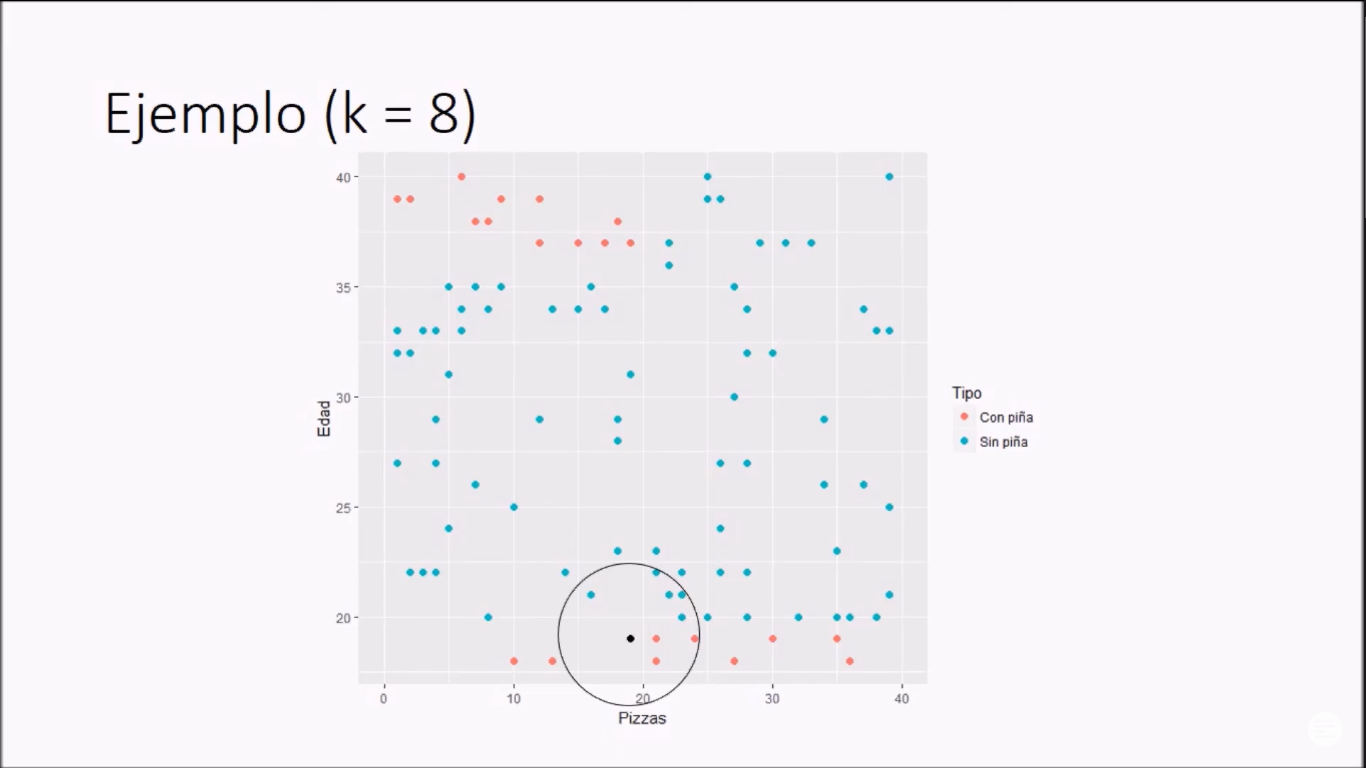 Ejemplo (k = 8)
40
35
30
25
20
Edad
0 10 20 30 40
Pizzas
Tipo
Con piña
Sin piña